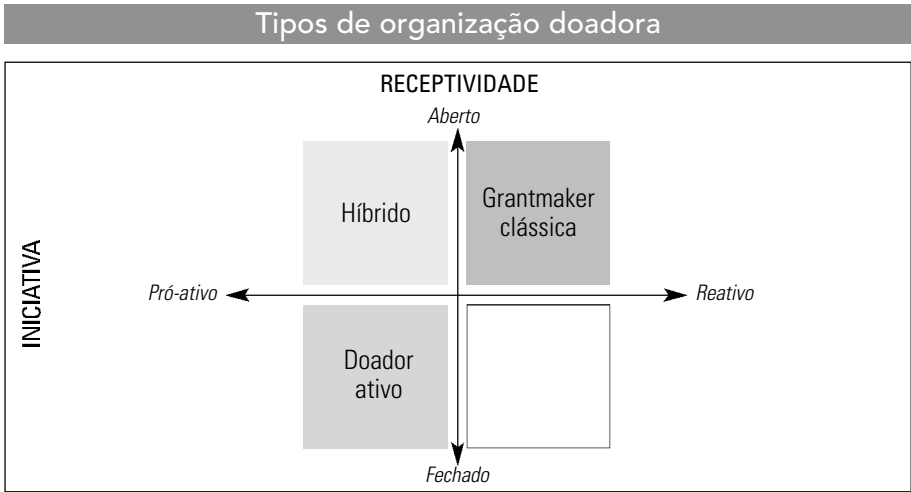 Tipos de organização doadora
RECEPTIVIDADE
Aberto
Híbrido
Grantmaker
clássica
INICIATIVA
Pró-ativo
Reativo
Doador
ativo
Fechado